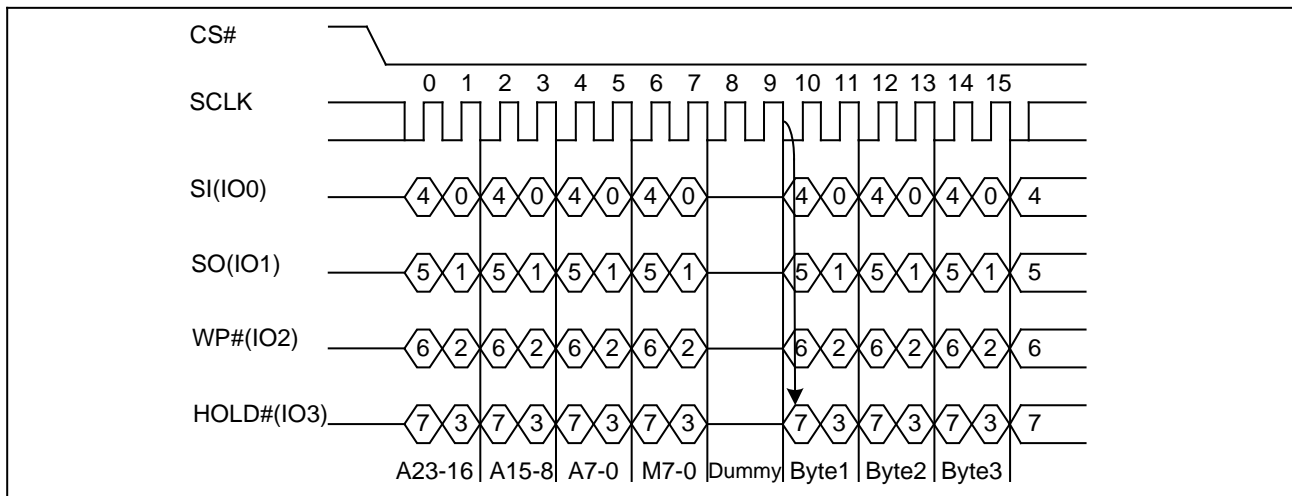 CS#
0 1 2 3 4 5 6 7 8 9 10 11 12 13 14 15
SCLK
SI(IO0) 4 0 4 0 4 0 4 0 4 0 4 0 4 0 4
SO(IO1) 5 1 5 1 5 1 5 1 5 1 5 1 5 1 5
WP#(IO2) 6 2 6 2 6 2 6 2 6 2 6 2 6 2 6
HOLD#(IO3) 7 3 7 3 7 3 7 3 7 3 7 3 7 3 7
A23-16 A15-8 A7-0 M7-0 Dummy Byte1 Byte2 Byte3